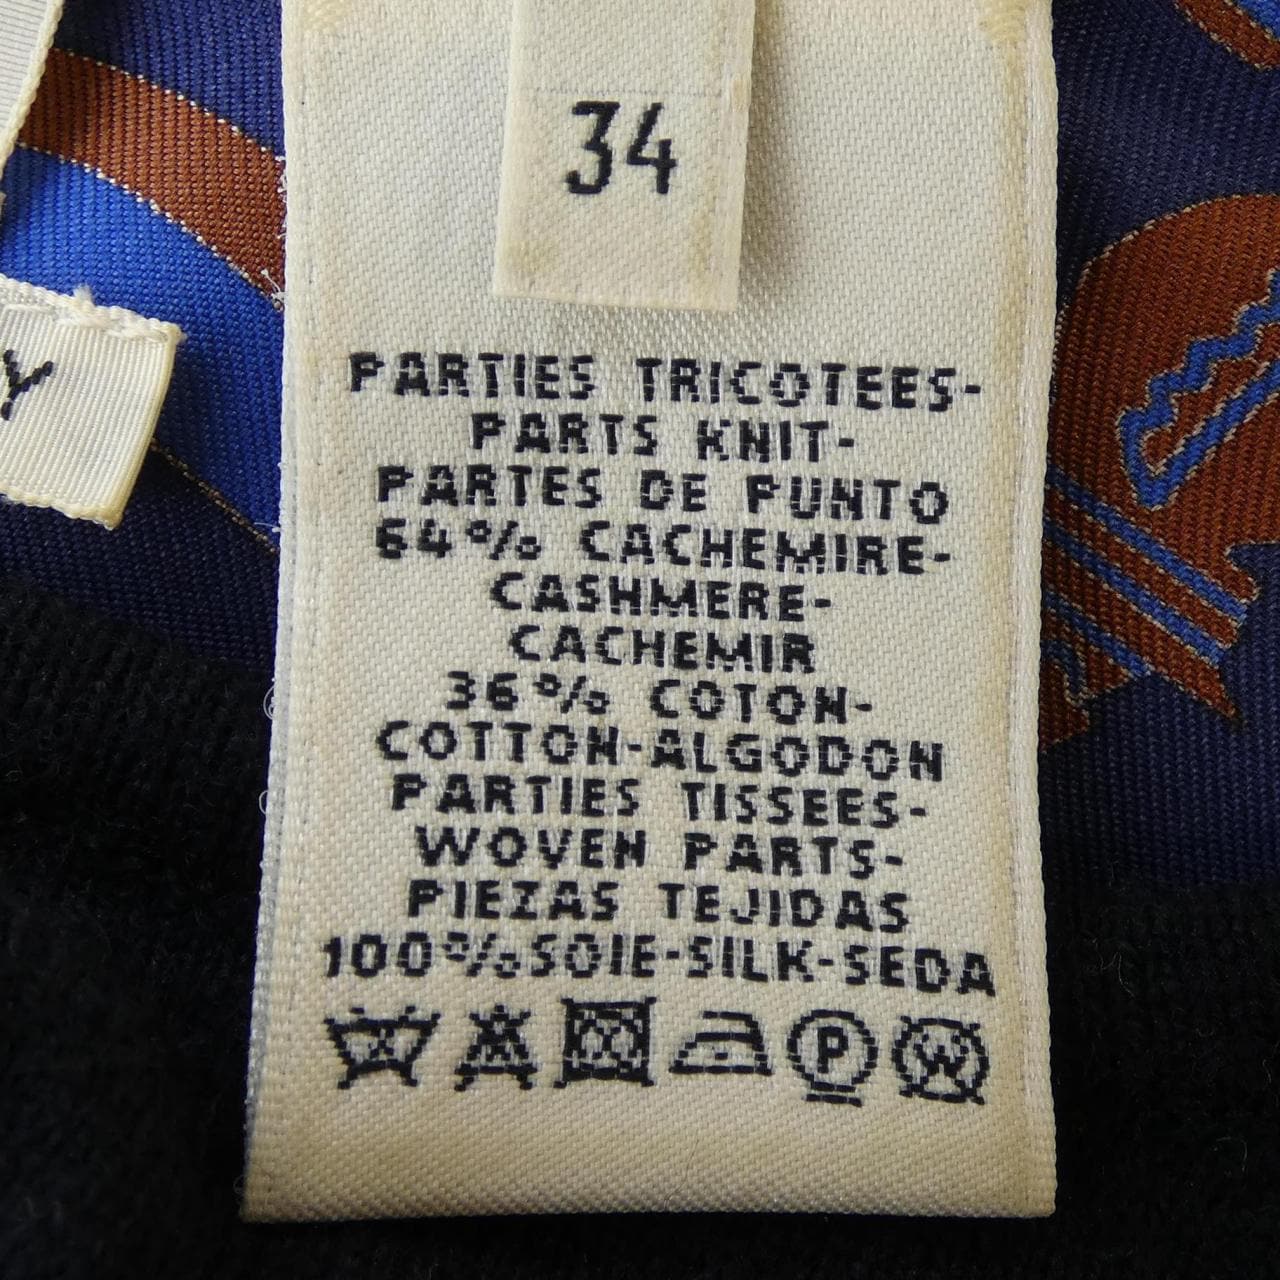 34
Y
PARTIES TRICOTEES-
PARTS KNIT-
PARTES DE PUNTO
64% CACHEMIRE-
CASHMERE-
CACHEMIR
36% COTON-
COTTON-ALGODON
PARTIES TISSEES-
WOVEN PARTS-
PIEZAS TEJIDAS
100%SOIE-SILK-SEDA
P W